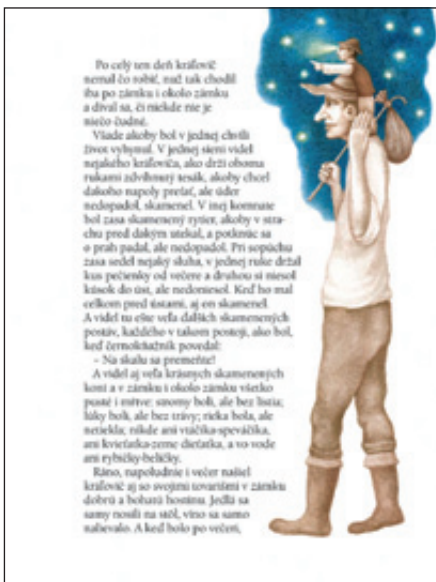 Po celý ten deň kráľovič
nemal čo robiť, nuž tak chodil
iba po zámku i okolo zámku
a díval sa, či niekde nie je
niečo čudné.
Všade akoby bol v jednej chvíli
život vyhynul. V jednej sieni videl
nejakého kráľoviča, ako drží oboma
rukami zdvihnutý tesák, akoby chcel
dakoho napoly preťať, ale úder
nedopadol, skamenel. V inej komnate
bol zasa skamenený rytier, akoby v stra-
chu pred dakým utekal, a potknúc sa
o prah padal, ale nedopadol. Pri sopúchu
zasa sedel nejaký sluha, v jednej ruke držal
kus pečienky od večere a druhou si niesol
kúsok do úst, ale nedoniesol. Keď ho mal
celkom pred ústami, aj on skamenel.
A videl tu ešte veľa ďalších skamenených
postáv, každého v takom postoji, ako bol,
keď černokňažník povedal:
– Na skalu sa premeňte!
A videl aj veľa krásnych skamenených
koní a v zámku i okolo zámku všetko
pusté i mŕtve: stromy boli, ale bez lístia;
lúky boli, ale bez trávy; rieka bola, ale
netiekla; nikde ani vtáčika-speváčika,
ani kvieťatka-zeme dieťatka, a vo vode
ani rybičky-beličky.
Ráno, napoludnie i večer našiel
kráľovič aj so svojimi tovarišmi v zámku
dobrú a bohatú hostinu. Jedlá sa
samy nosili na stôl, víno sa samo
nalievalo. A keď bolo po večeri,